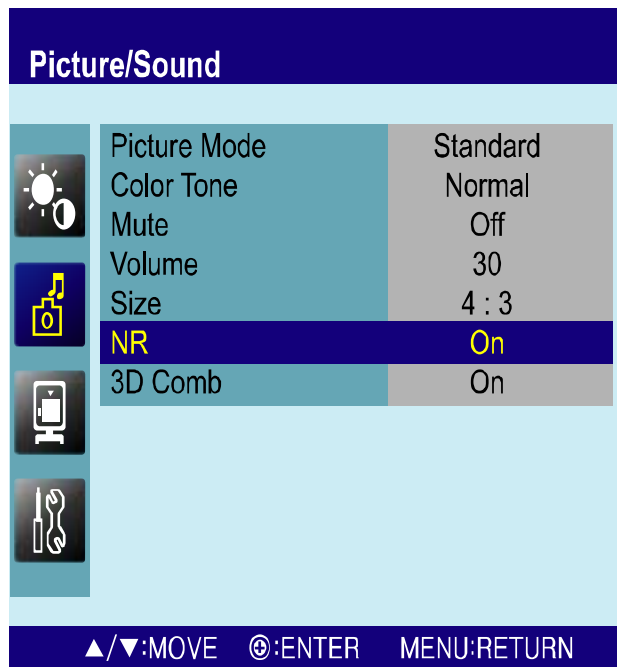 Picture/Sound
Picture Mode Standard
Color Tone Normal
Mute Off
Volume 30
Size 4 : 3
NR On
3D Comb On
▲/▼:MOVE ⊕:ENTER MENU:RETURN